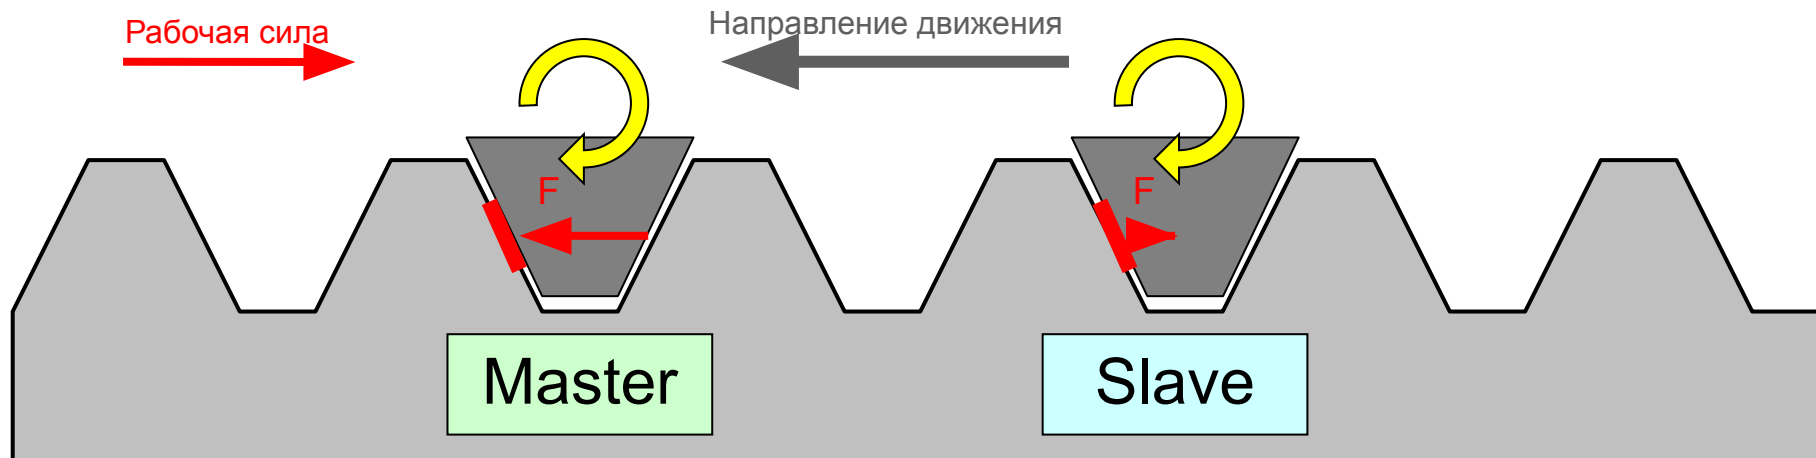 Рабочая сила
Направление движения
F
F
Master
Slave